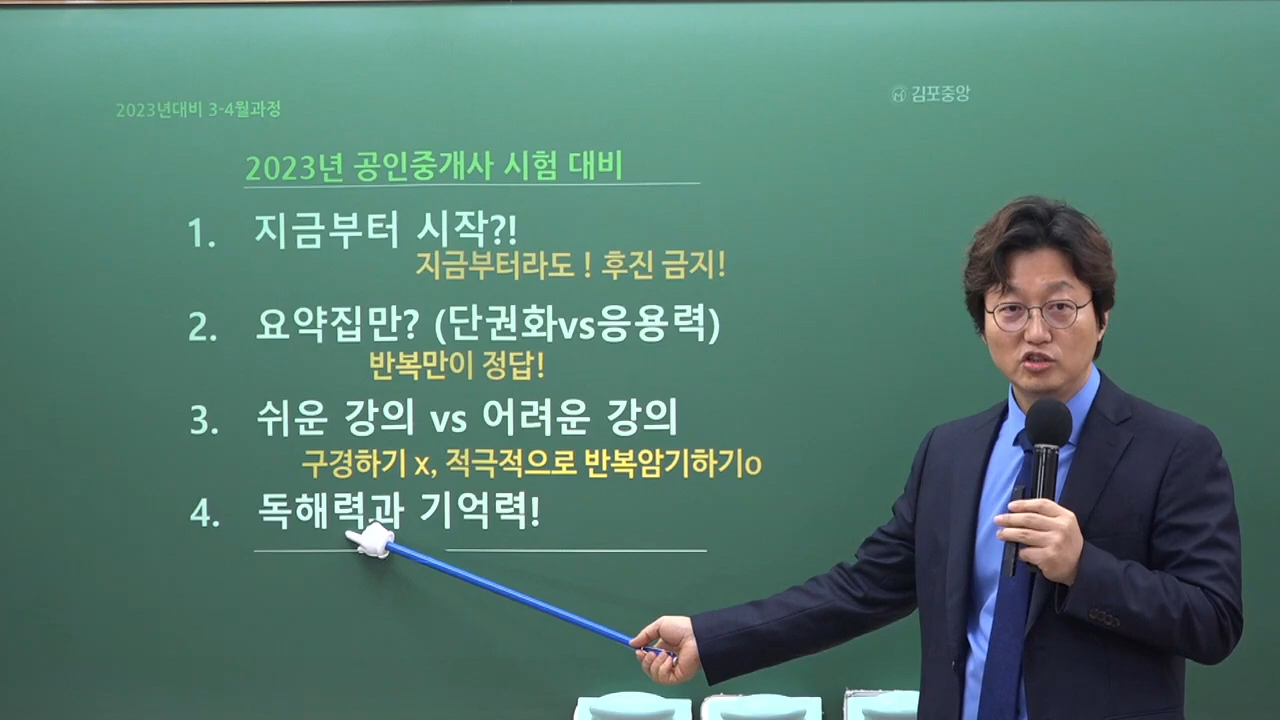 2023년대비 3-4월과정
김포중앙
2023년 공인중개사 시험 대비
1. 지금부터 시작?!
지금부터라도 ! 후진 금지!
2. 요약집만? (단권화vs응용력)
반복만이 정답!
3. 쉬운 강의 vs 어려운 강의
구경하기 x, 적극적으로 반복암기하기o
4. 독해력과 기억력!